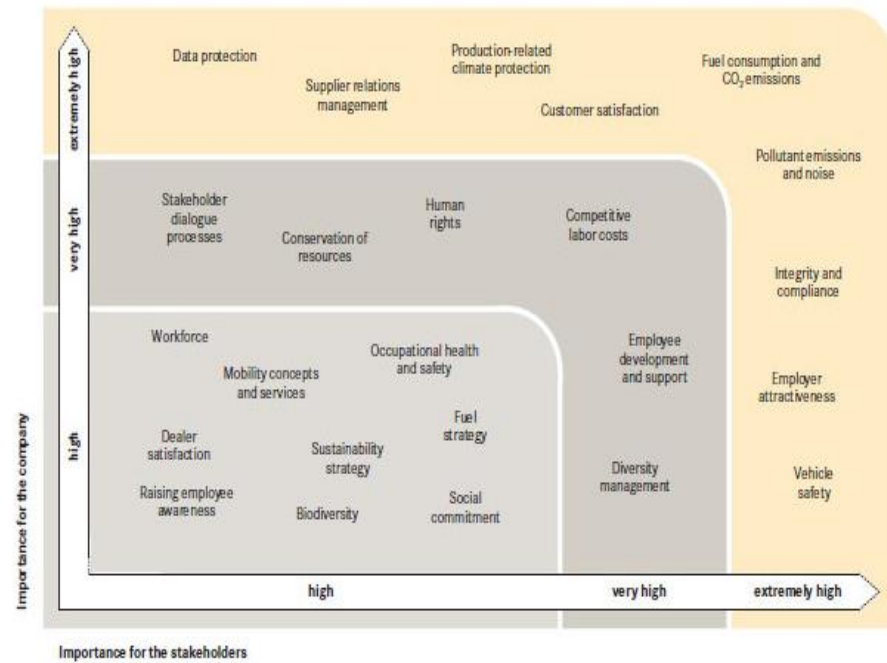 extremely high
very high
high
Importance for the company
Data protection
Supplier relations
management
Production-related
climate protection
Customer satisfaction
Fuel consumption and
CO₂ emissions
Pollutant emissions
and noise
Stakeholder
dialogue
processes
Conservation of
resources
Human
rights
Competitive
labor costs
Integrity and
compliance
Workforce
Mobility concepts
and services
Occupational health
and safety
Employee
development
and support
Employer
attractiveness
Dealer
satisfaction
Sustainability
strategy
Fuel
strategy
Raising employee
awareness
Biodiversity
Social
commitment
Diversity
management
Vehicle
safety
high
very high
extremely high
Importance for the stakeholders